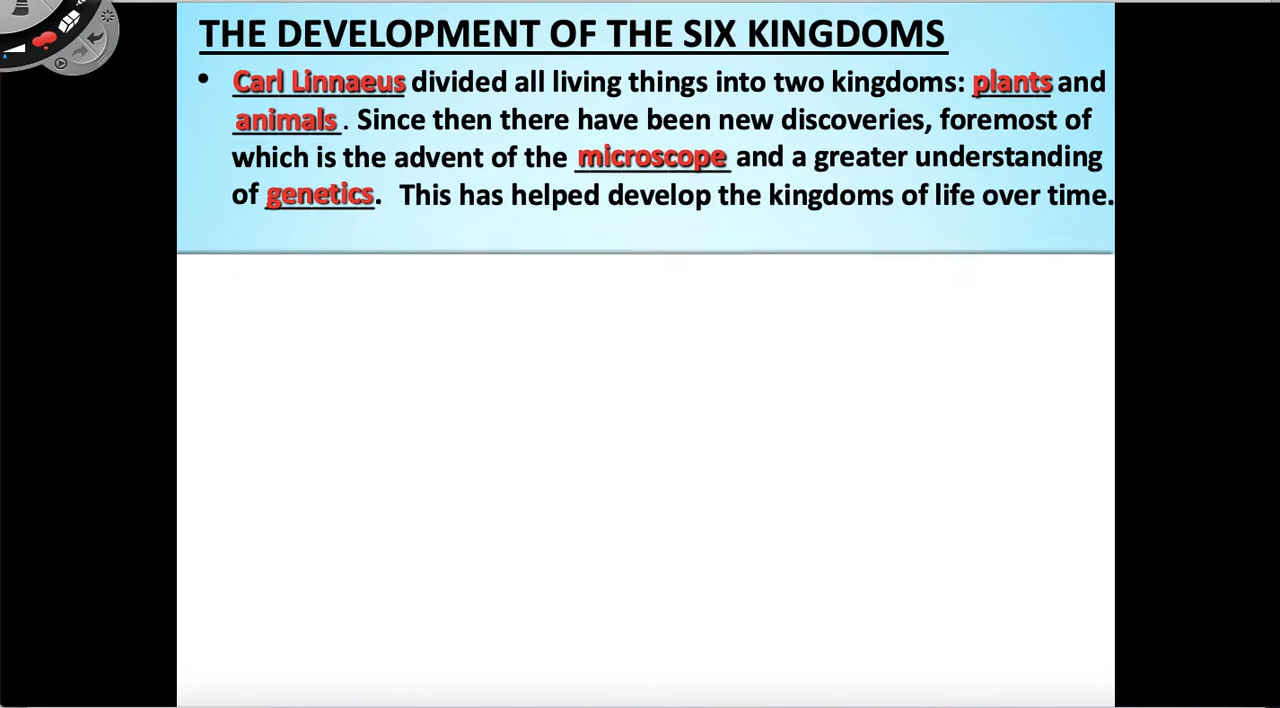 THE DEVELOPMENT OF THE SIX KINGDOMS
• Carl Linnaeus divided all living things into two kingdoms: plants and
animals. Since then there have been new discoveries, foremost of
which is the advent of the microscope and a greater understanding
of genetics. This has helped develop the kingdoms of life over time.